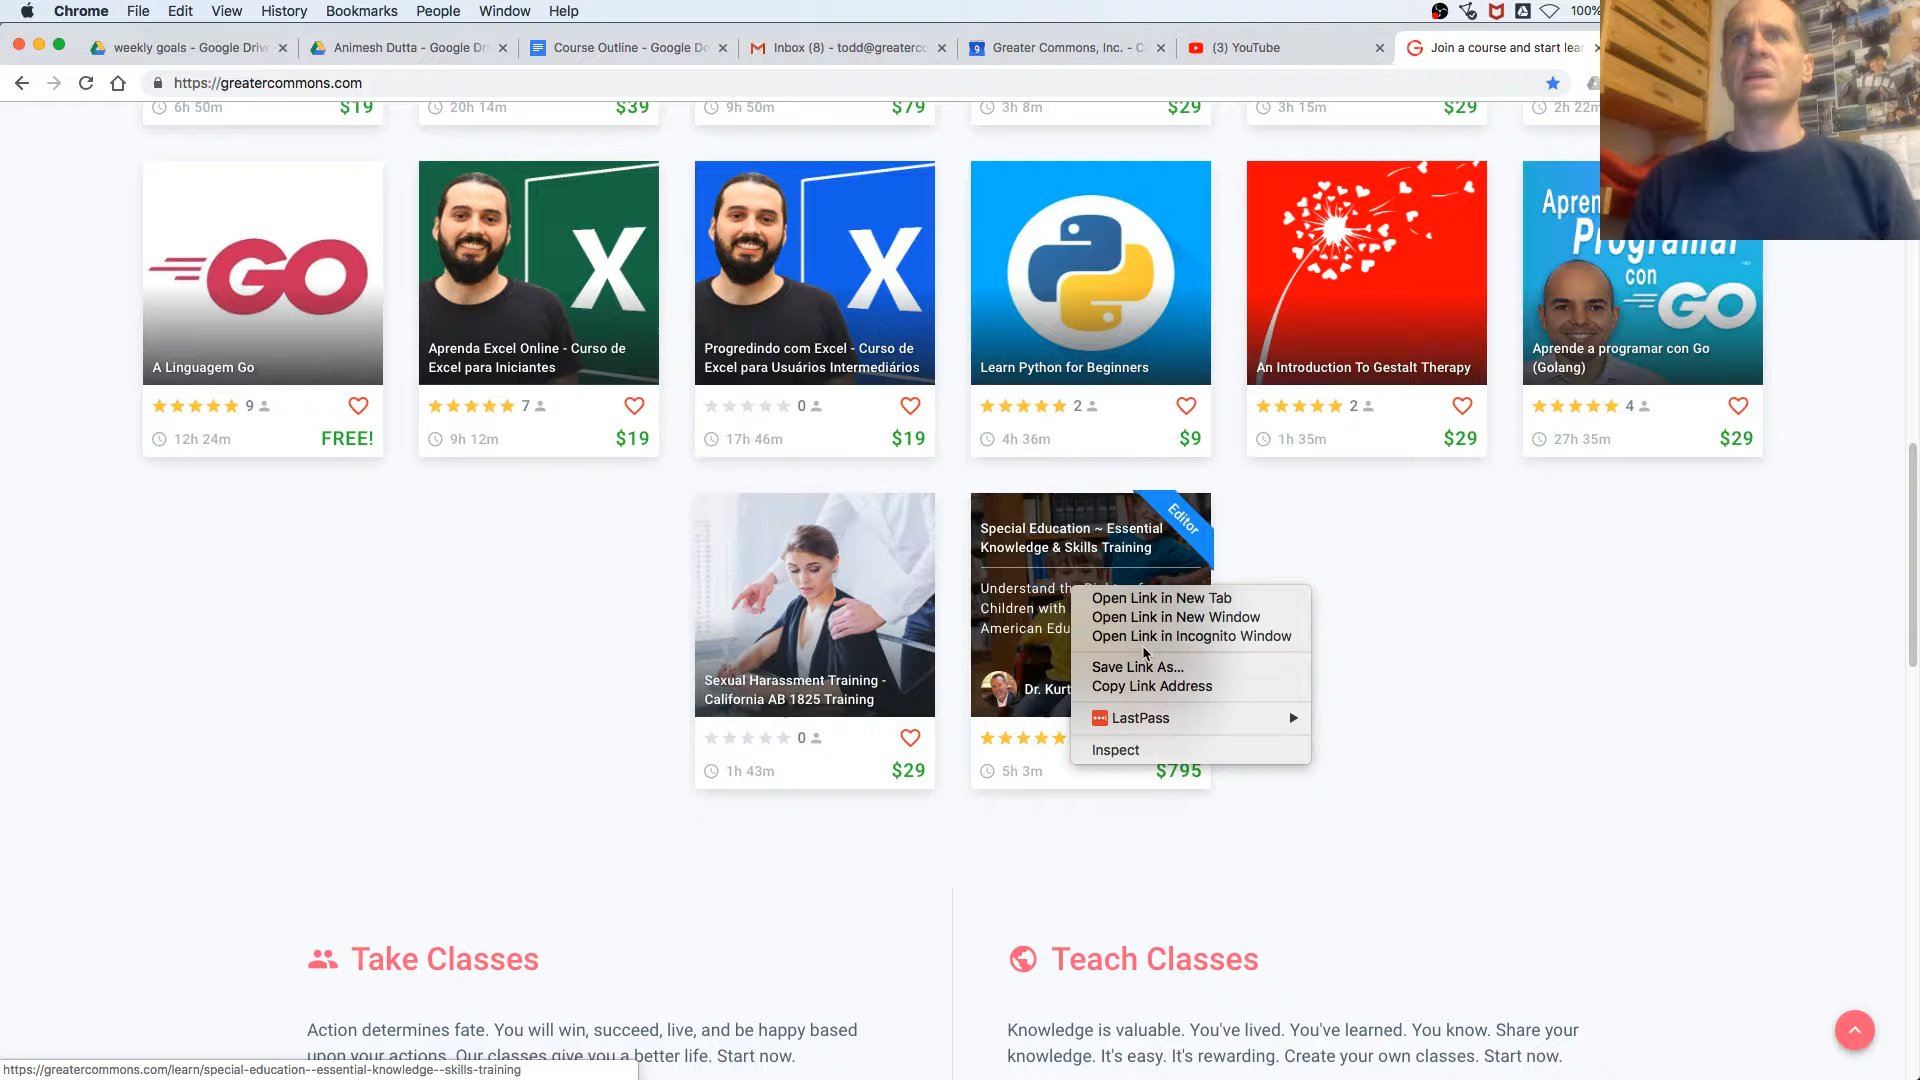 Chrome File Edit View History Bookmarks People Window Help 100%
weekly goals - Google Drive
Animesh Dutta - Google Dr
Course Outline - Google Do
Inbox (8) - todd@greaterco
9 Greater Commons, Inc. - C
(3) YouTube
Join a course and start lear
https://greatercommons.com
6h 50m $19
20h 14m $39
9h 50m $79
3h 8m $29
3h 15m $29
2h 22m
GO
A Linguagem Go
9
12h 24m FREE!
X
Aprenda Excel Online - Curso de
Excel para Iniciantes
7
9h 12m $19
X
Progredindo com Excel - Curso de
Excel para Usuários Intermediários
0
17h 46m $19
Learn Python for Beginners
2
4h 36m $9
An Introduction To Gestalt Therapy
2
1h 35m $29
con
GO
Aprende a programar con Go
(Golang)
4
27h 35m $29
Sexual Harassment Training -
California AB 1825 Training
0
1h 43m $29
Editor
Special Education ~ Essential
Knowledge & Skills Training
Understand
Children with
American
Dr. Kurt
5h 3m $795
Open Link in New Tab
Open Link in New Window
Open Link in Incognito Window
Save Link As...
Copy Link Address
LastPass
Inspect
Take Classes
Action determines fate. You will win, succeed, live, and be happy based
upon your actions. Our classes give you a better life. Start now.
Teach Classes
Knowledge is valuable. You've lived. You've learned. You know. Share your
knowledge. It's easy. It's rewarding. Create your own classes. Start now.
https://greatercommons.com/learn/special-education--essential-knowledge--skills-training